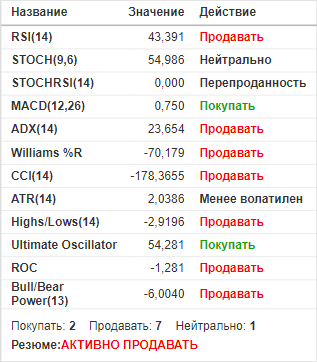 Название Значение Действие
RSI(14) 43,391 Продавать
STOCH(9,6) 54,986 Нейтрально
STOCHRSI(14) 0,000 Перепроданность
MACD(12,26) 0,750 Покупать
ADX(14) 23,654 Продавать
Williams %R -70,179 Продавать
CCI(14) -178,3655 Продавать
ATR(14) 2,0386 Менее волатилен
Highs/Lows(14) -2,9196 Продавать
Ultimate Oscillator 54,281 Покупать
ROC -1,281 Продавать
Bull/Bear
Power(13) -6,0040 Продавать
Покупать: 2 Продавать: 7 Нейтрально: 1
Резюме:АКТИВНО ПРОДАВАТЬ